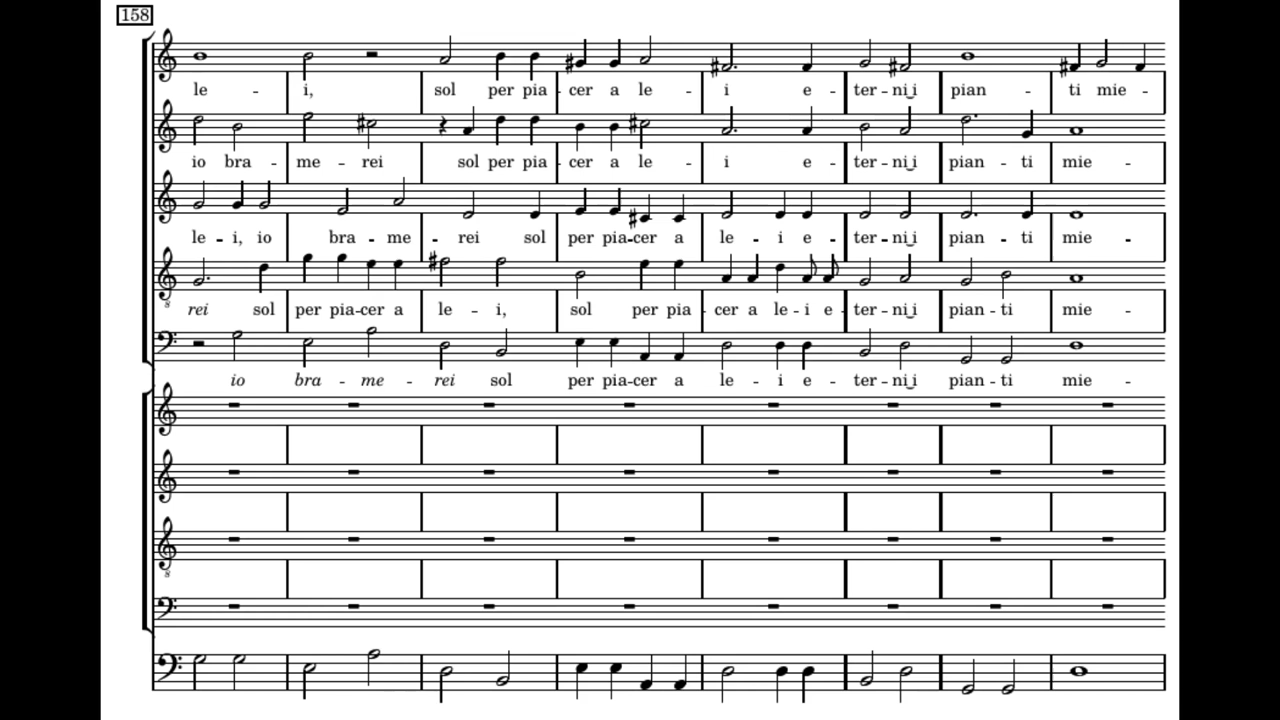 158
le - i, sol per pia - cer a le - i e - ter - ni‿i pian - ti mie -
io bra - me - rei sol per pia - cer a le - i e - ter - ni‿i pian - ti mie -
le - i, io bra - me - rei sol per pia-cer a le - i e - ter - ni‿i pian - ti mie -
8
rei sol per pia-cer a le - i, sol per pia - cer a le - i e - ter - ni‿i pian - ti mie -
io bra - me - rei sol per pia-cer a le - i e - ter - ni‿i pian - ti mie -
8